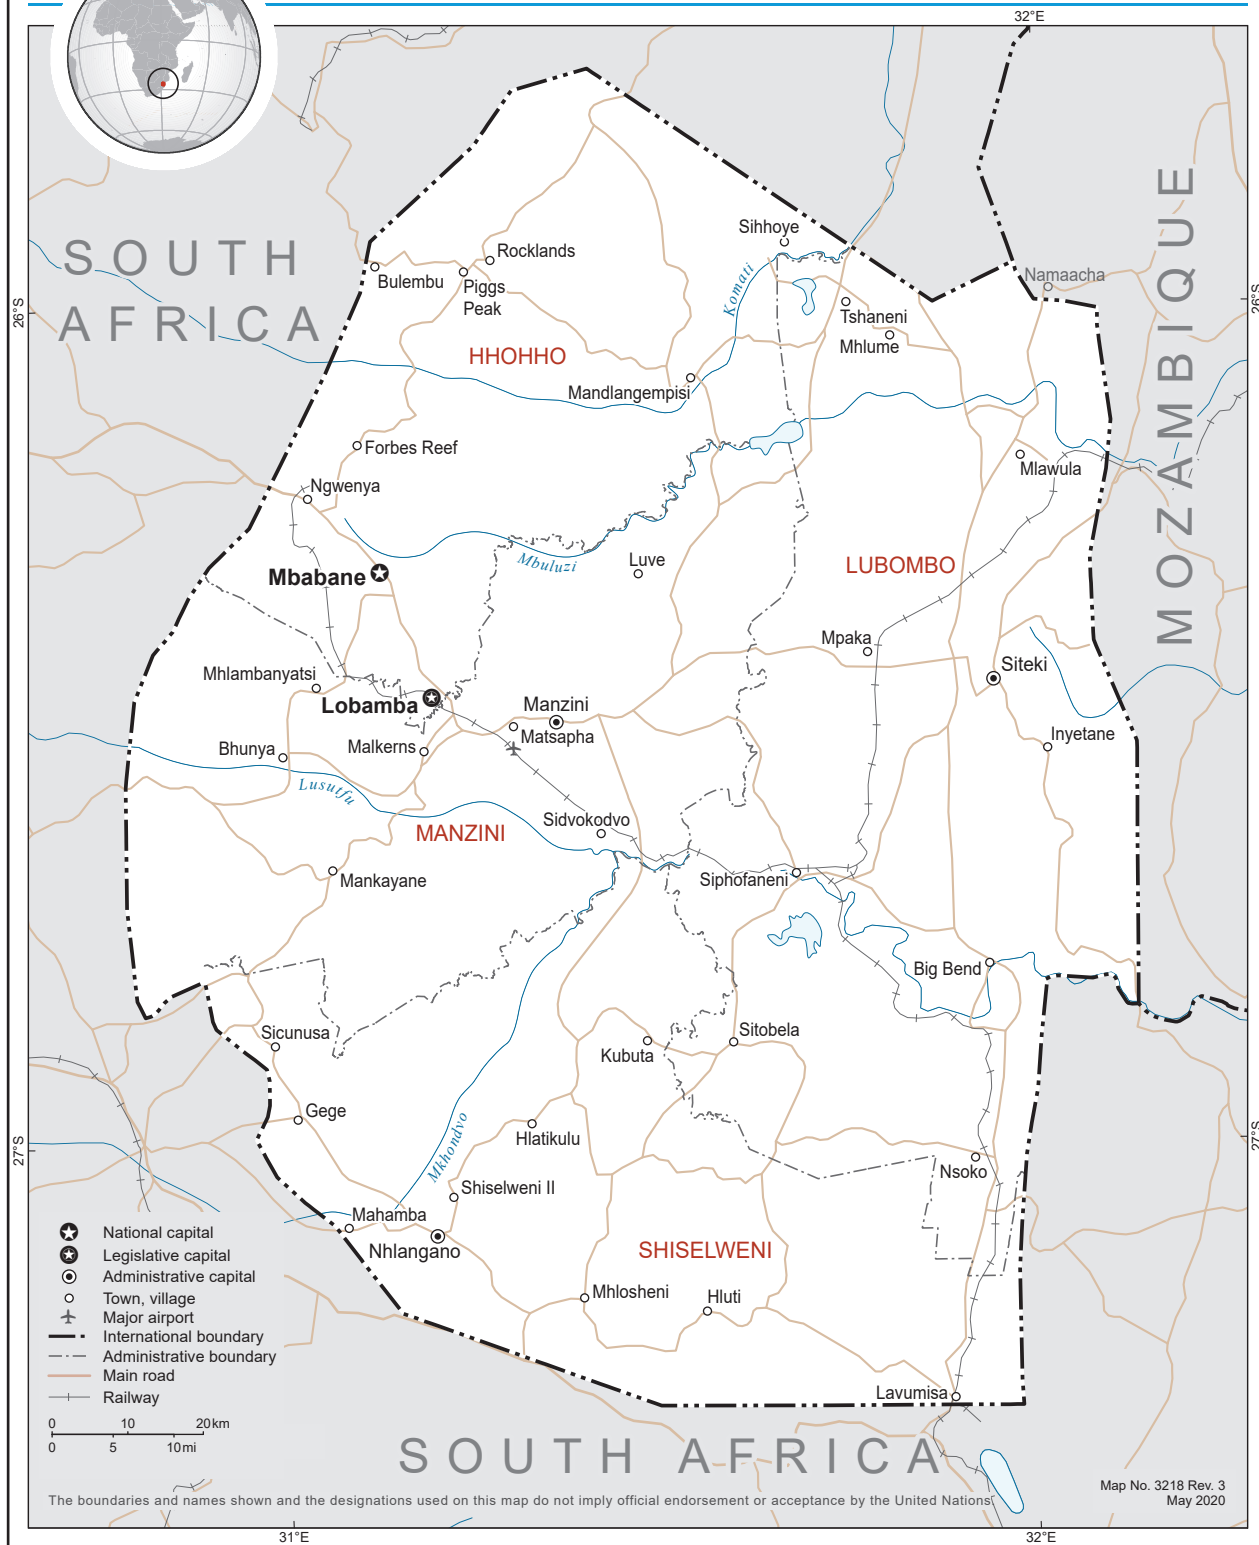 32°E
SOUTH
AFRICA
MOZAMBIQUE
26°S
26°S
Sihhoye
Rocklands
Bulembu
Piggs
Peak
Komati
Namaacha
Tshaneni
Mhlume
HHOHHO
Mandlangempisi
Forbes Reef
Mlawula
Ngwenya
Mbuluzi
Luve
LUBOMBO
Mbabane
Mpaka
Siteki
Mhlambanyatsi
Lobamba
Manzini
Matsapha
Inyetane
Bhunya
Malkerns
Lusutfu
Sidvokodvo
MANZINI
Mankayane
Siphofaneni
Big Bend
Sicunusa
Kubuta
Sitobela
Gege
Hlatikulu
Mkhondvo
27°S
27°S
Nsoko
Shiselweni II
Mahamba
Nhlangano
SHISELWENI
Mhlosheni
Hluti
Lavumisa
National capital
Legislative capital
Administrative capital
Town, village
Major airport
International boundary
Administrative boundary
Main road
Railway
0 10 20 km
0 5 10 mi
SOUTH AFRICA
The boundaries and names shown and the designations used on this map do not imply official endorsement or acceptance by the United Nations.
Map No. 3218 Rev. 3
May 2020
31°E
32°E